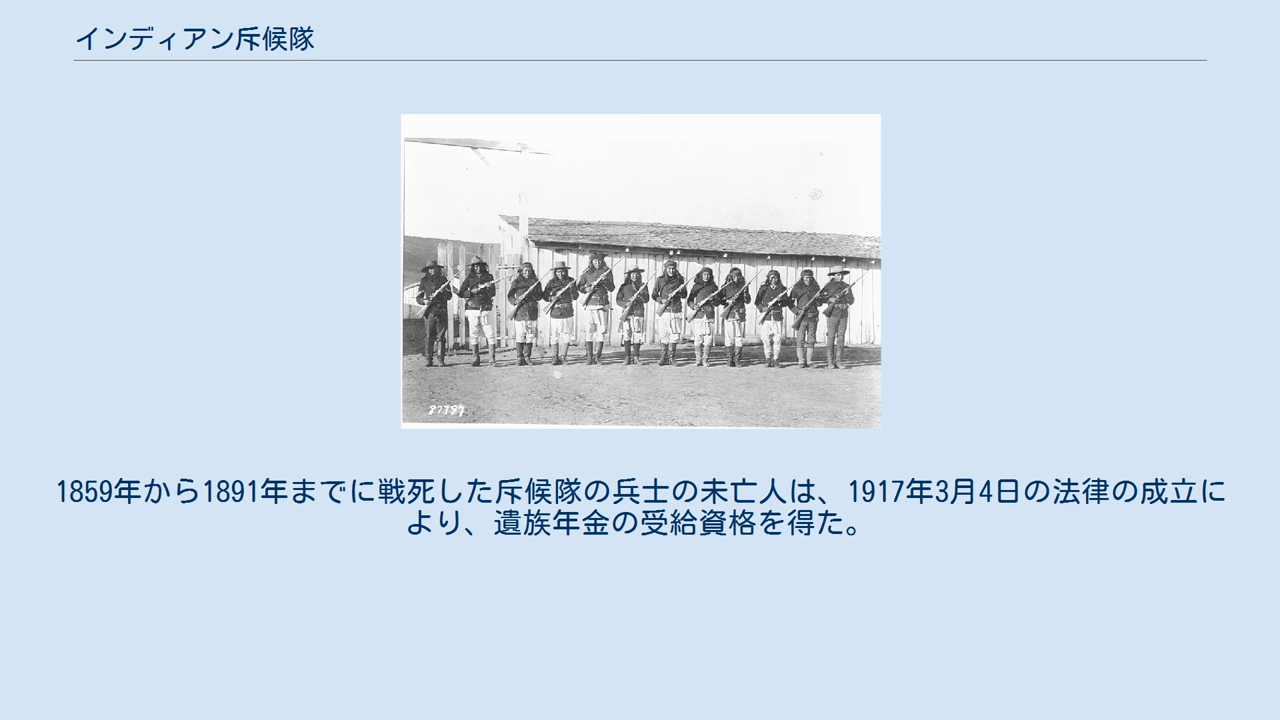 インディアン斥候隊
87787
1859年から1891年までに戦死した斥候隊の兵士の未亡人は、1917年3月4日の法律の成立に
より、遺族年金の受給資格を得た。